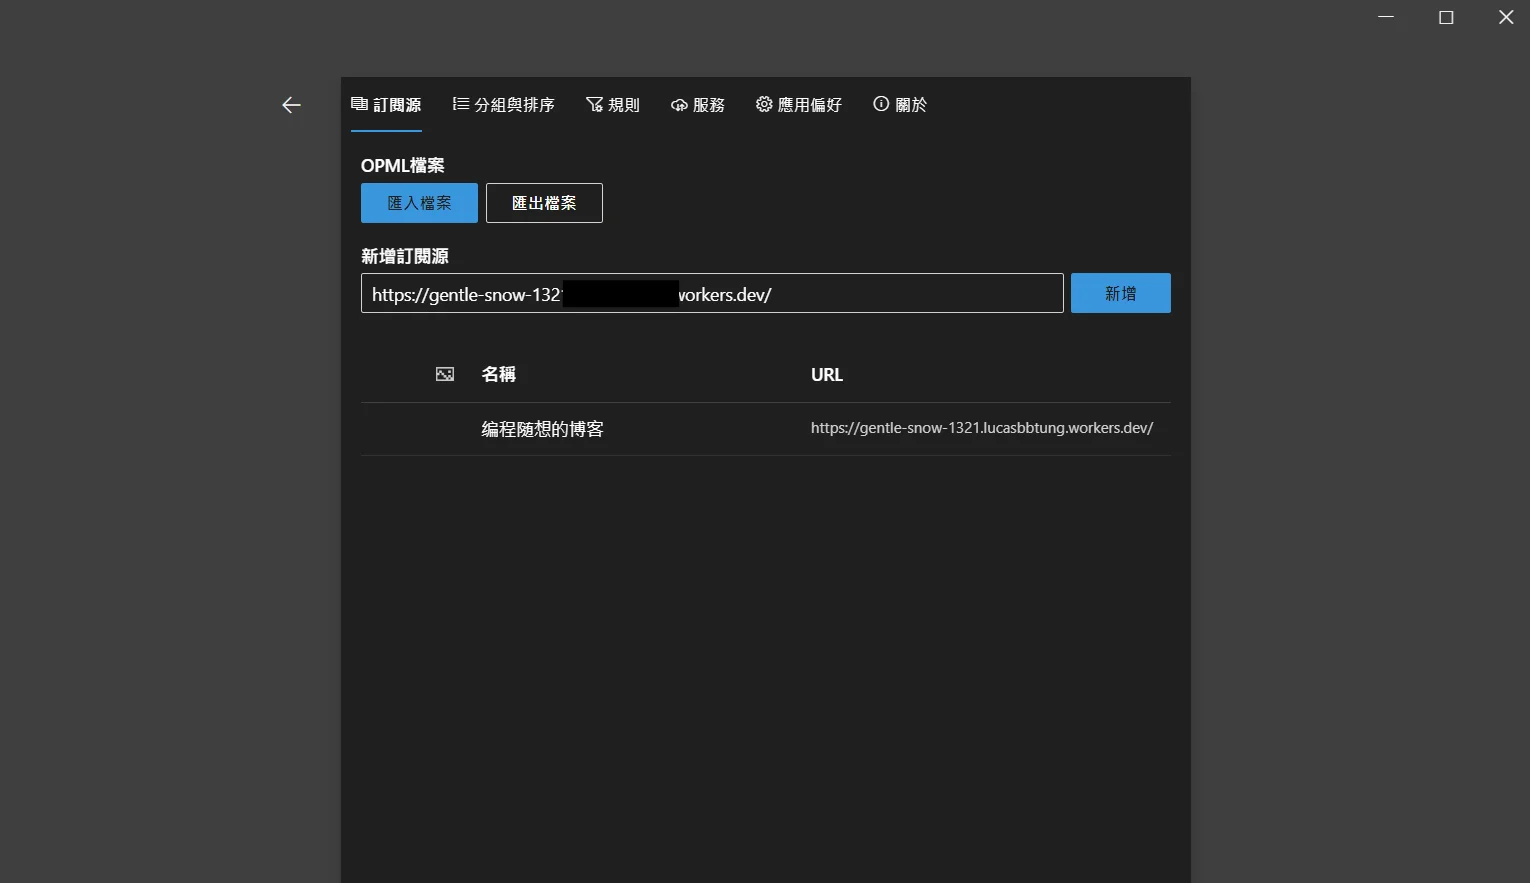 訂閱源 分組與排序 規則 服務 應用偏好 關於
OPML檔案
匯入檔案 匯出檔案
新增訂閱源
https://gentle-snow-132 workers.dev/ 新增
名稱 URL
编程随想的博客 https://gentle-snow-1321.lucasbbtung.workers.dev/